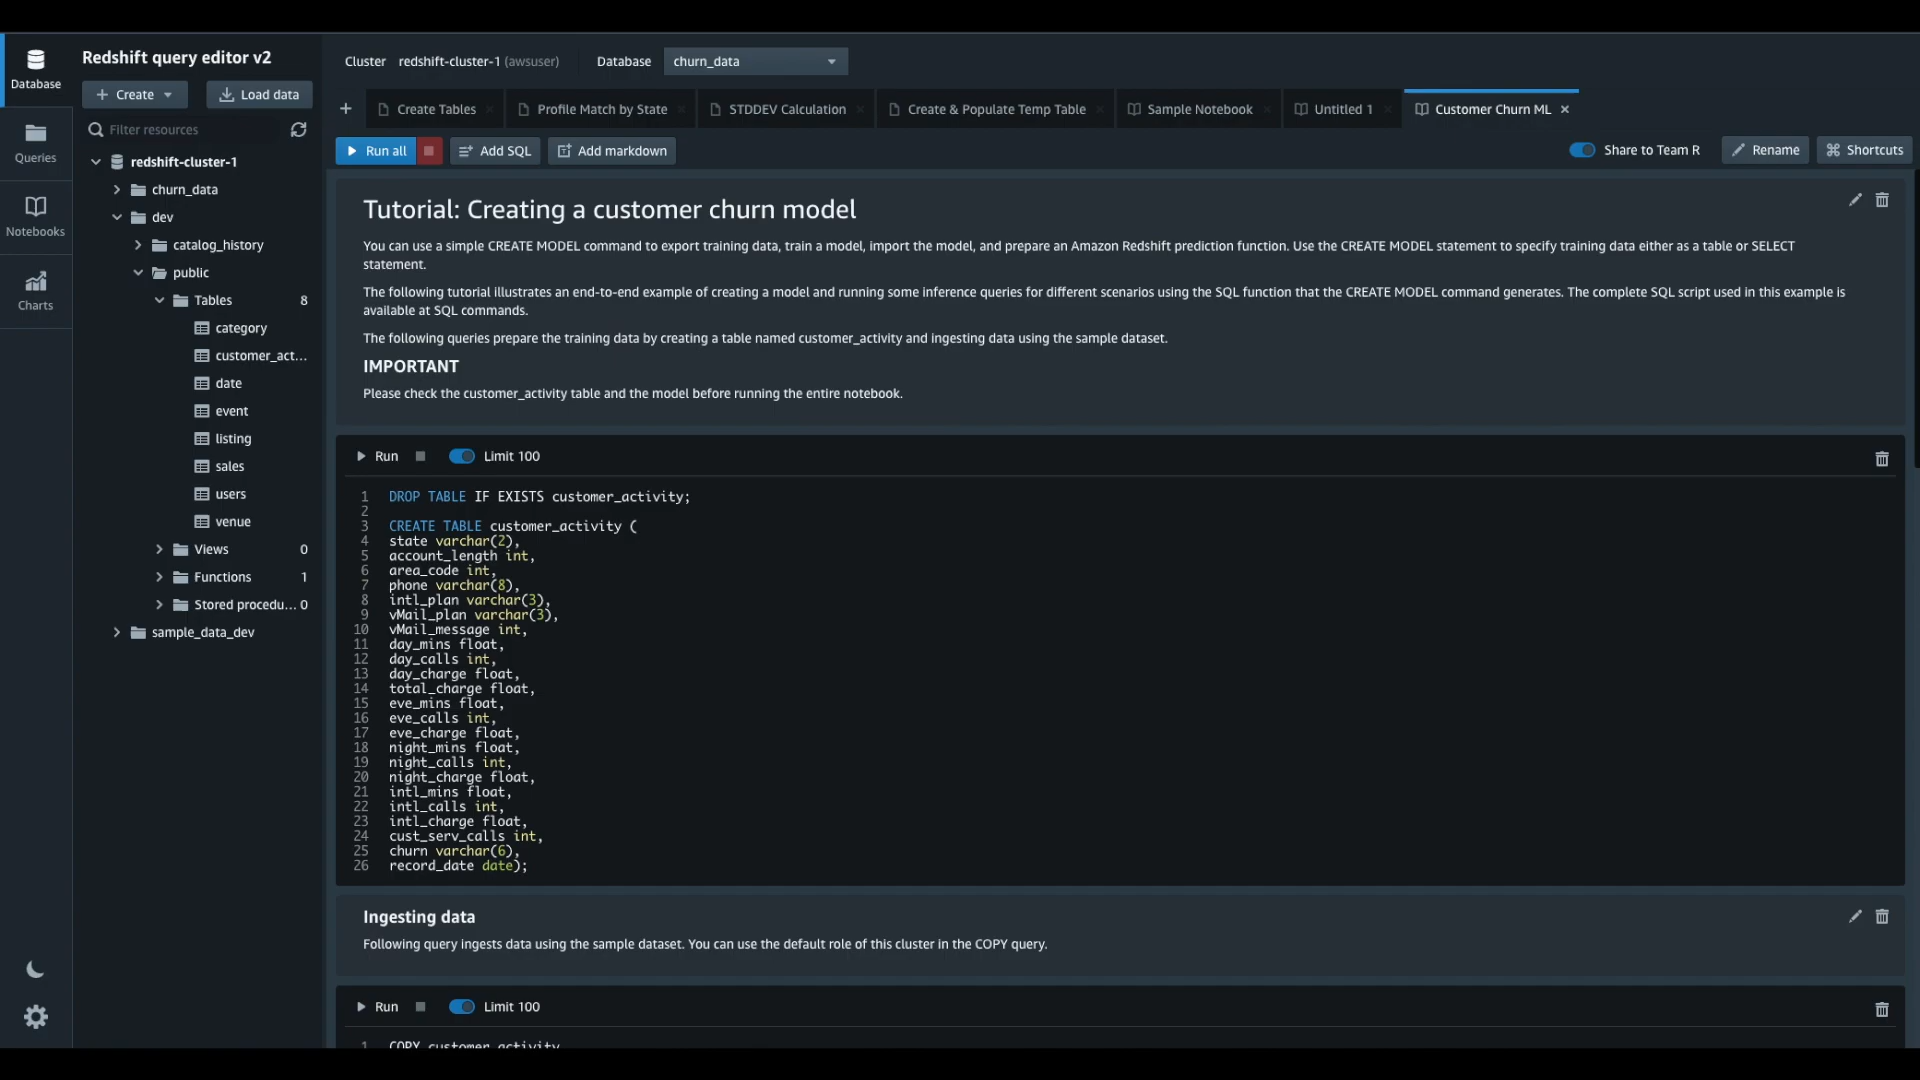 Redshift query editor v2
Database
Create
Load data
Filter resources
Queries
Notebooks
Charts
redshift-cluster-1
churn_data
dev
catalog_history
public
Tables 8
category
customer_act...
date
event
listing
sales
users
venue
Views 0
Functions 1
Stored procedu... 0
sample_data_dev
Cluster redshift-cluster-1 (awsuser) Database churn_data
Create Tables Profile Match by State STDDEV Calculation Create & Populate Temp Table Sample Notebook Untitled 1 Customer Churn ML
Run all Add SQL Add markdown Share to Team R Rename Shortcuts
Tutorial: Creating a customer churn model
You can use a simple CREATE MODEL command to export training data, train a model, import the model, and prepare an Amazon Redshift prediction function. Use the CREATE MODEL statement to specify training data either as a table or SELECT
statement.
The following tutorial illustrates an end-to-end example of creating a model and running some inference queries for different scenarios using the SQL function that the CREATE MODEL command generates. The complete SQL script used in this example is
available at SQL commands.
The following queries prepare the training data by creating a table named customer_activity and ingesting data using the sample dataset.
IMPORTANT
Please check the customer_activity table and the model before running the entire notebook.
Run Limit 100
1 DROP TABLE IF EXISTS customer_activity;
2
3 CREATE TABLE customer_activity (
4 state varchar(2),
5 account_length int,
6 area_code int,
7 phone varchar(8),
8 intl_plan varchar(3),
9 vMail_plan varchar(3),
10 vMail_message int,
11 day_mins float,
12 day_calls int,
13 day_charge float,
14 total_charge float,
15 eve_mins float,
16 eve_calls int,
17 eve_charge float,
18 night_mins float,
19 night_calls int,
20 night_charge float,
21 intl_mins float,
22 intl_calls int,
23 intl_charge float,
24 cust_serv_calls int,
25 churn varchar(6),
26 record_date date);
Ingesting data
Following query ingests data using the sample dataset. You can use the default role of this cluster in the COPY query.
Run Limit 100
1 COPY customer_activity